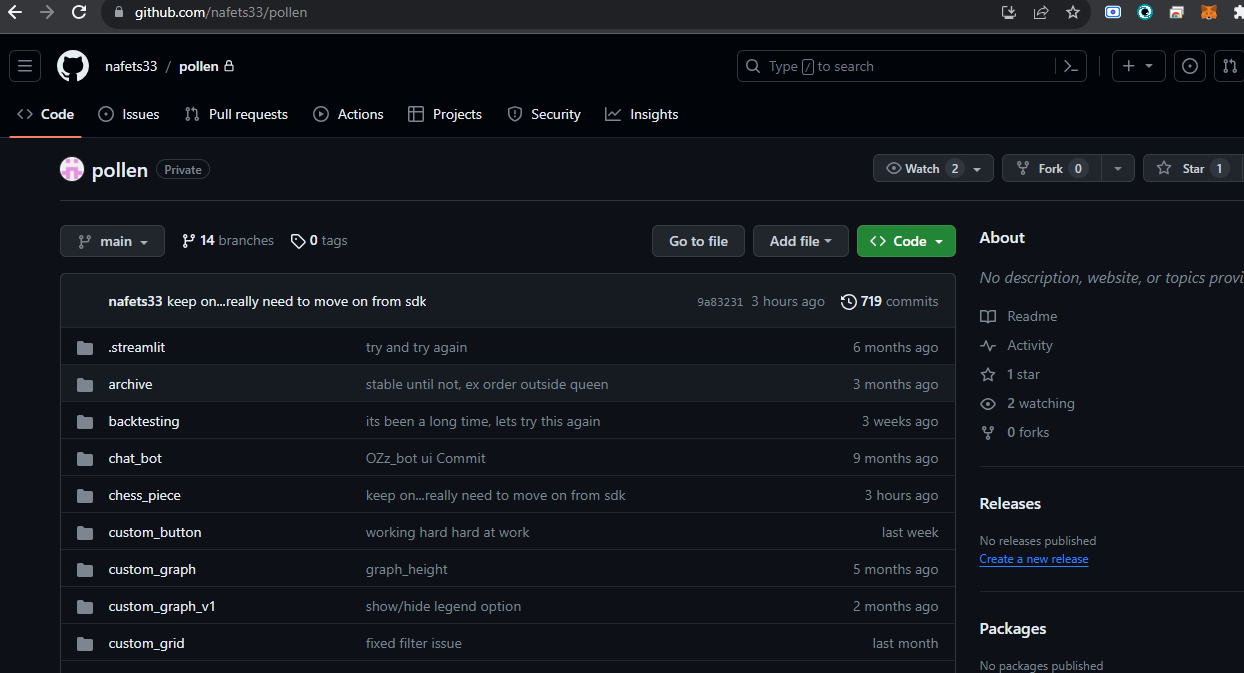 github.com/nafets33/pollen
nafets33 / pollen
Type / to search
Code Issues Pull requests Actions Projects Security Insights
pollen Private
Watch 2 Fork 0 Star 1
main 14 branches 0 tags Go to file Add file Code
nafets33 keep on...really need to move on from sdk 9a83231 3 hours ago 719 commits
.streamlit try and try again 6 months ago
archive stable until not, ex order outside queen 3 months ago
backtesting its been a long time, lets try this again 3 weeks ago
chat_bot OZz_bot ui Commit 9 months ago
chess_piece keep on...really need to move on from sdk 3 hours ago
custom_button working hard hard at work last week
custom_graph graph_height 5 months ago
custom_graph_v1 show/hide legend option 2 months ago
custom_grid fixed filter issue last month
About
No description, website, or topics provi
Readme
Activity
1 star
2 watching
0 forks
Releases
No releases published
Create a new release
Packages
No packages published